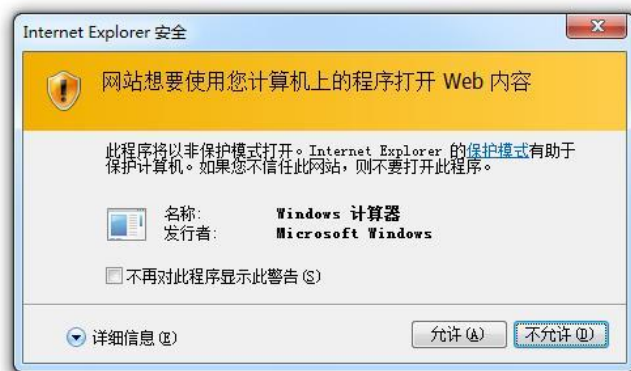 Internet Explorer 安全
网站想要使用您计算机上的程序打开 Web 内容
此程序将以非保护模式打开。Internet Explorer 的保护模式有助于
保护计算机。如果您不信任此网站，则不要打开此程序。
名称: Windows 计算器
发行者: Microsoft Windows
不再对此程序显示此警告(S)
详细信息(E) 允许(A) 不允许(D)